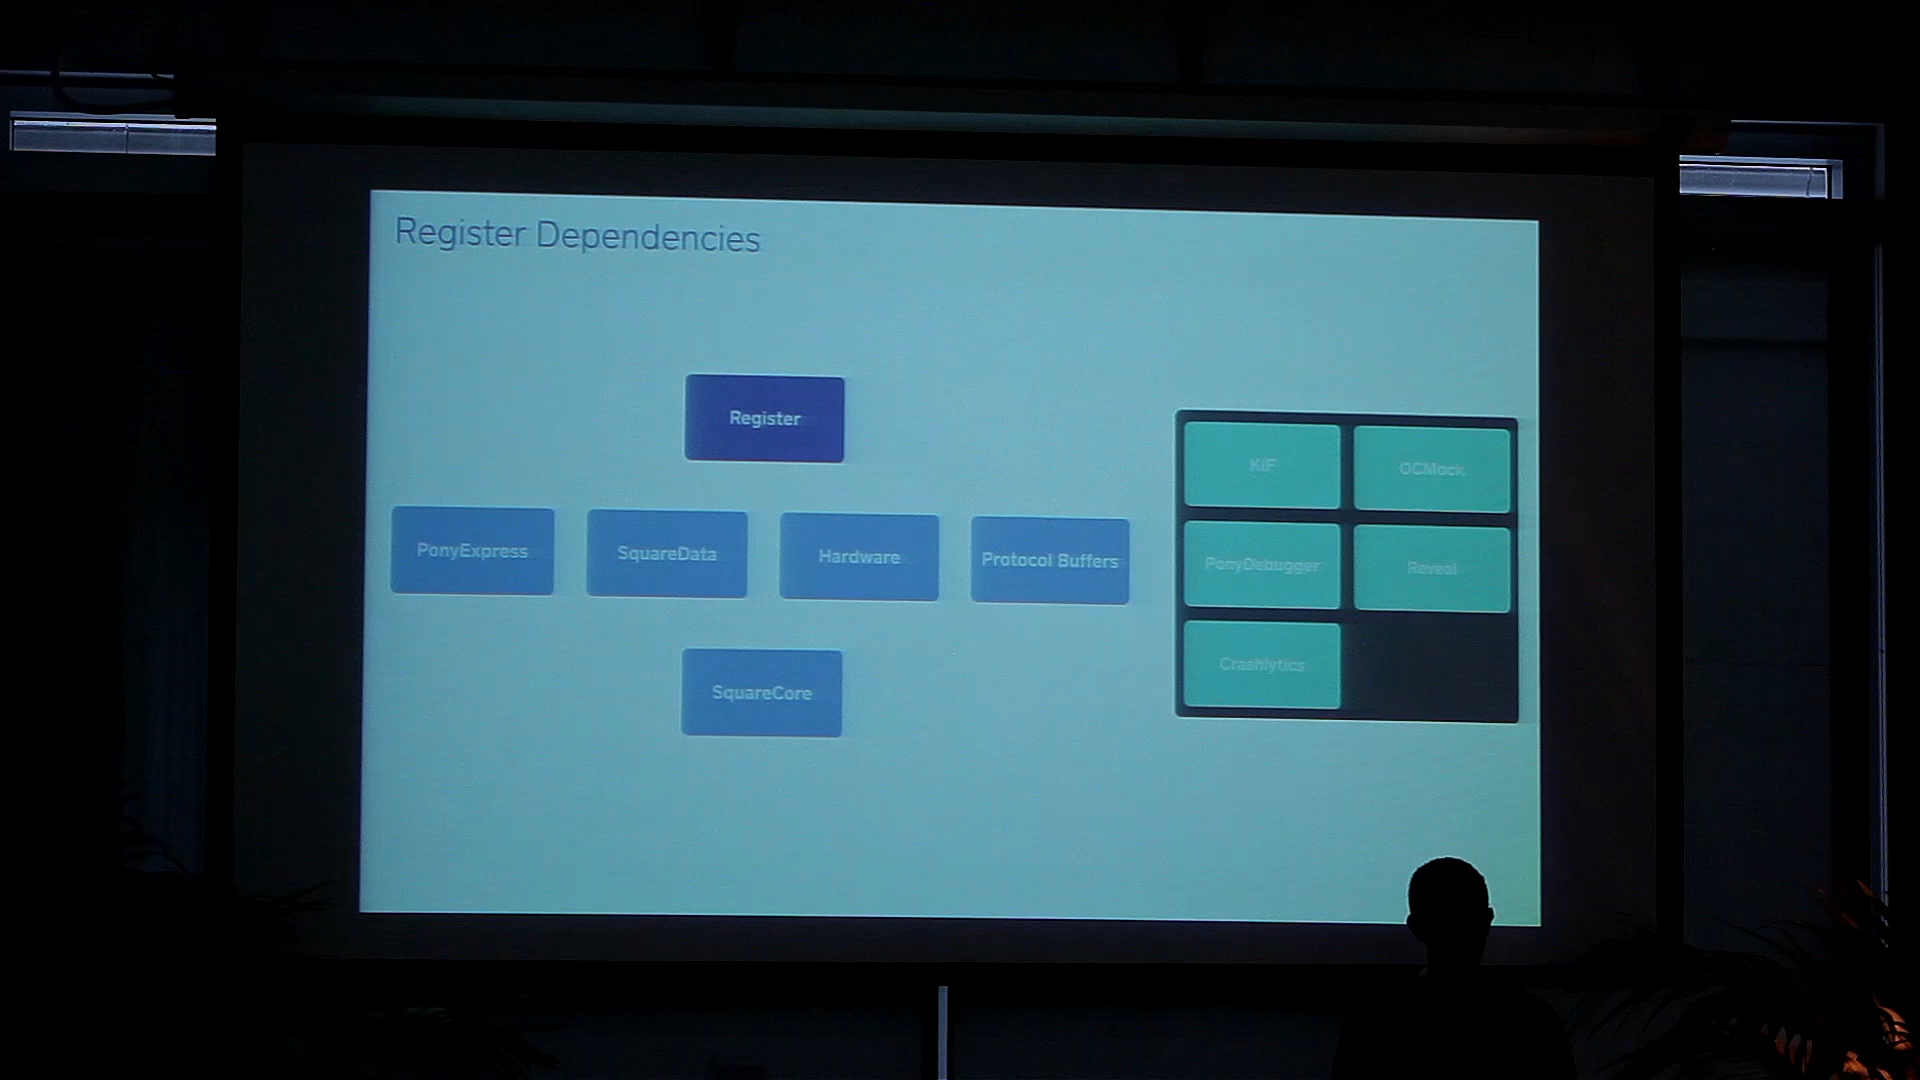 Register Dependencies
Register
PonyExpress
SquareData
Hardware
Protocol Buffers
SquareCore
KIF
OCMock
PonyDebugger
Reveal
Crashlytics